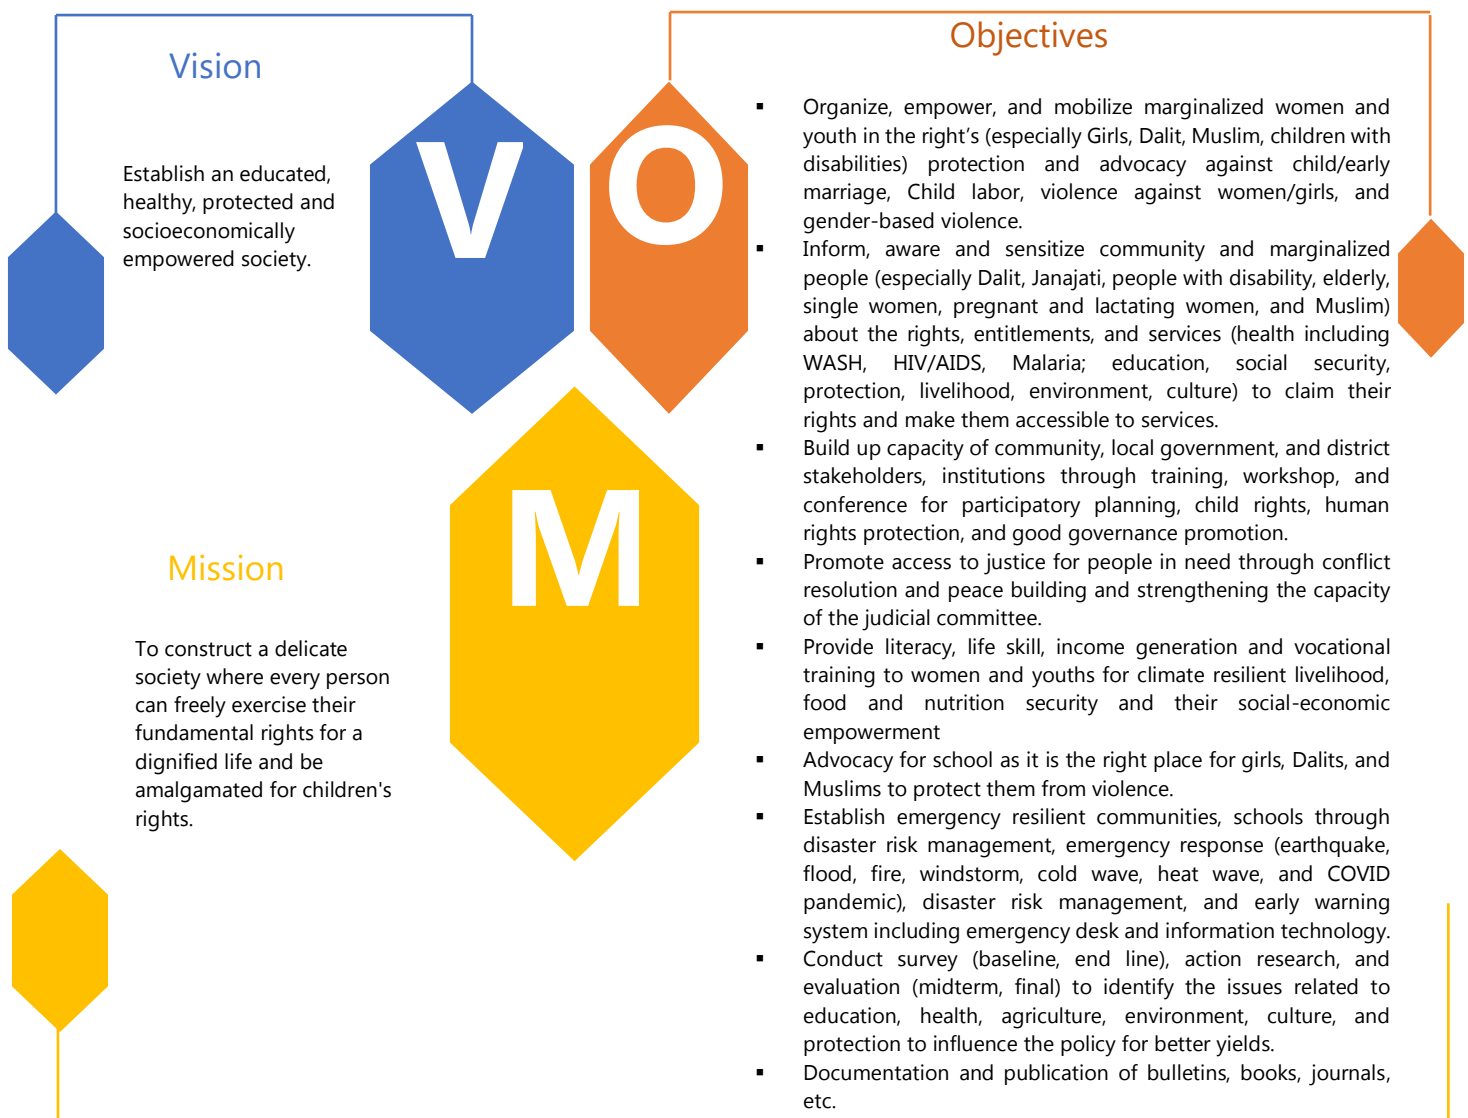 Vision
Establish an educated,
healthy, protected and
socioeconomically
empowered society.
V
O
M
Mission
To construct a delicate
society where every person
can freely exercise their
fundamental rights for a
dignified life and be
amalgamated for children's
rights.
Objectives
▪ Organize, empower, and mobilize marginalized women and
youth in the right's (especially Girls, Dalit, Muslim, children with
disabilities) protection and advocacy against child/early
marriage, Child labor, violence against women/girls, and
gender-based violence.
▪ Inform, aware and sensitize community and marginalized
people (especially Dalit, Janajati, people with disability, elderly,
single women, pregnant and lactating women, and Muslim)
about the rights, entitlements, and services (health including
WASH, HIV/AIDS, Malaria; education, social security,
protection, livelihood, environment, culture) to claim their
rights and make them accessible to services.
▪ Build up capacity of community, local government, and district
stakeholders, institutions through training, workshop, and
conference for participatory planning, child rights, human
rights protection, and good governance promotion.
▪ Promote access to justice for people in need through conflict
resolution and peace building and strengthening the capacity
of the judicial committee.
▪ Provide literacy, life skill, income generation and vocational
training to women and youths for climate resilient livelihood,
food and nutrition security and their social-economic
empowerment
▪ Advocacy for school as it is the right place for girls, Dalits, and
Muslims to protect them from violence.
▪ Establish emergency resilient communities, schools through
disaster risk management, emergency response (earthquake,
flood, fire, windstorm, cold wave, heat wave, and COVID
pandemic), disaster risk management, and early warning
system including emergency desk and information technology.
▪ Conduct survey (baseline, end line), action research, and
evaluation (midterm, final) to identify the issues related to
education, health, agriculture, environment, culture, and
protection to influence the policy for better yields.
▪ Documentation and publication of bulletins, books, journals,
etc.